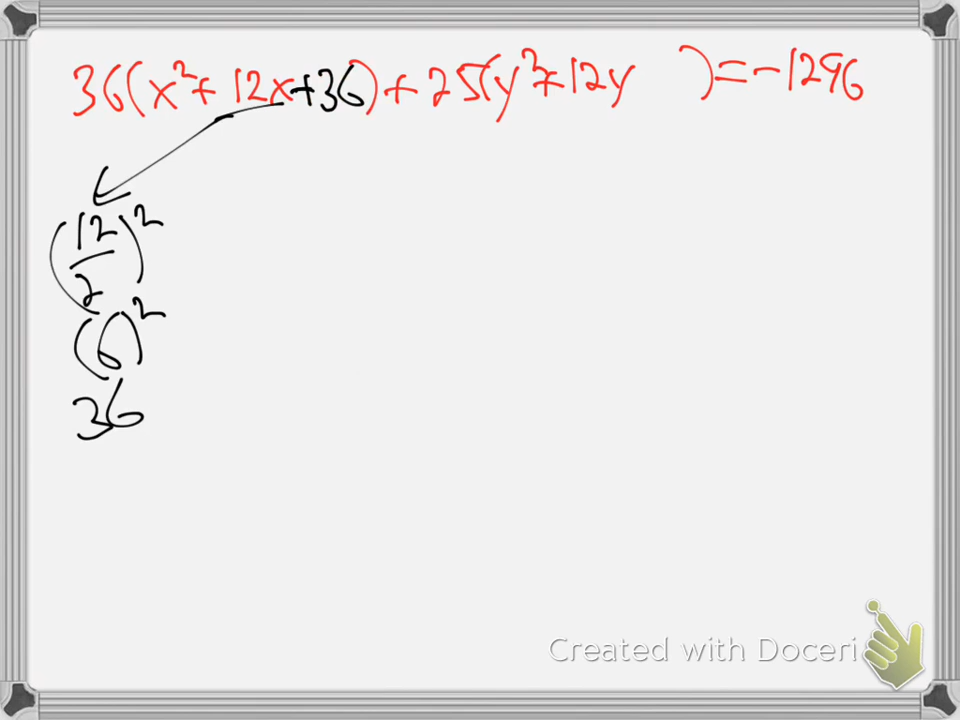 36(x²+ 12x+36)+ 25(y²+12y )=-1296
(12/2)²
(6)²
36
Created with Doceri